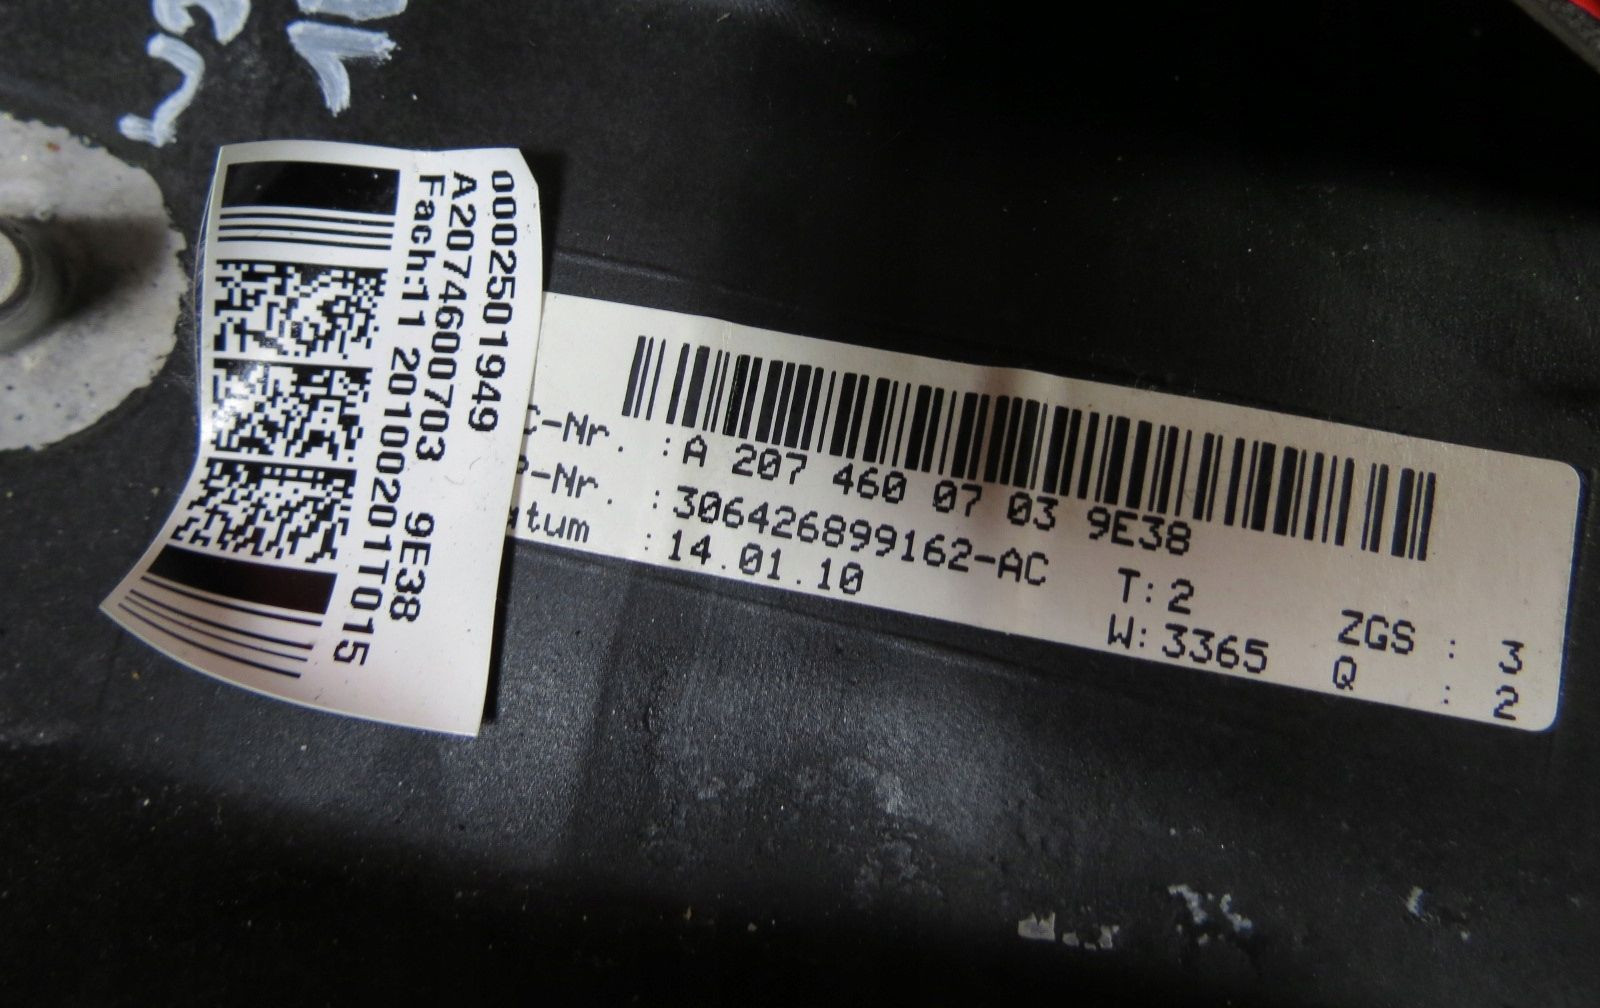 0002501949
A2074600703 9E38
Fach:11 20100201T015
C-Nr. :A 207 460 07 03 9E38
P-Nr. :306426899162-AC T:2 ZGS : 3
atum :14.01.10 W:3365 Q : 2